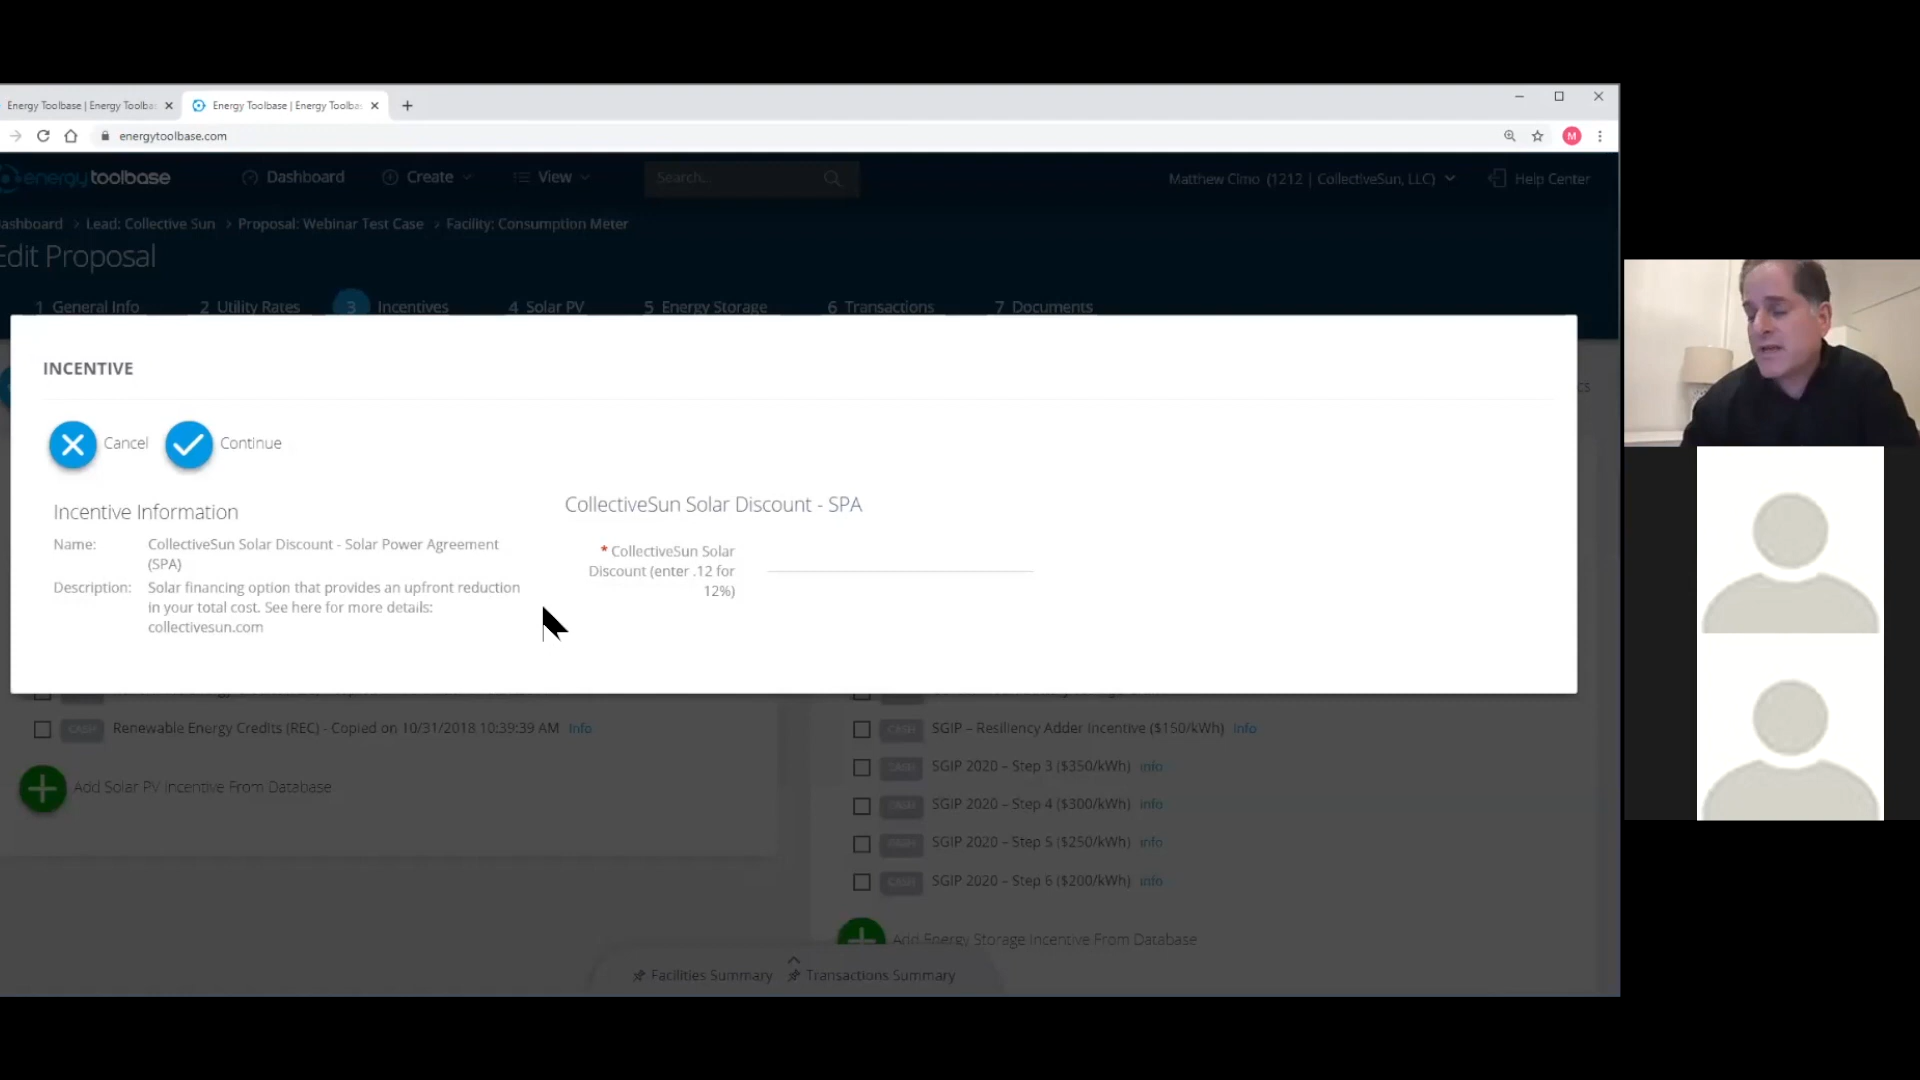 Energy Toolbase | Energy Toolba
Energy Toolbase | Energy Toolba
energytoolbase.com
M
energytoolbase
Dashboard
Create
View
Search...
Matthew Cimo (1212 | CollectiveSun, LLC)
Help Center
ashboard > Lead: Collective Sun > Proposal: Webinar Test Case > Facility: Consumption Meter
Edit Proposal
1 General Info
2 Utility Rates
3 Incentives
4 Solar PV
5 Energy Storage
6 Transactions
7 Documents
INCENTIVE
Cancel
Continue
Incentive Information
Name: CollectiveSun Solar Discount - Solar Power Agreement
(SPA)
Description: Solar financing option that provides an upfront reduction
in your total cost. See here for more details:
collectivesun.com
CollectiveSun Solar Discount - SPA
* CollectiveSun Solar
Discount (enter .12 for
12%)
CASH Renewable Energy Credits (REC) - Copied on 10/31/2018 10:39:39 AM Info
Add Solar PV Incentive From Database
CASH SGIP – Resiliency Adder Incentive ($150/kWh) Info
CASH SGIP 2020 – Step 3 ($350/kWh) Info
CASH SGIP 2020 – Step 4 ($300/kWh) Info
CASH SGIP 2020 – Step 5 ($250/kWh) Info
CASH SGIP 2020 – Step 6 ($200/kWh) Info
Add Energy Storage Incentive From Database
Facilities Summary
Transactions Summary